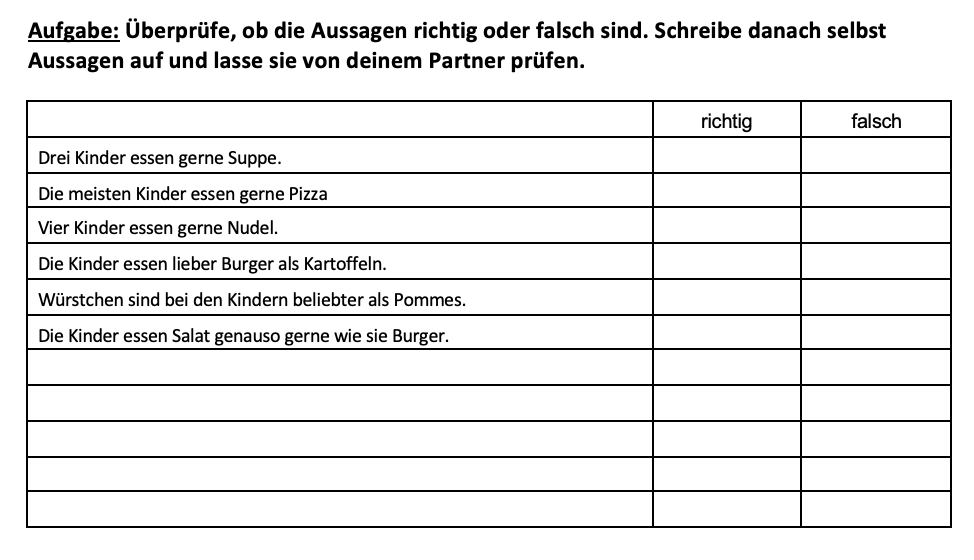 Aufgabe: Überprüfe, ob die Aussagen richtig oder falsch sind. Schreibe danach selbst
Aussagen auf und lasse sie von deinem Partner prüfen.
richtig falsch
Drei Kinder essen gerne Suppe.
Die meisten Kinder essen gerne Pizza
Vier Kinder essen gerne Nudel.
Die Kinder essen lieber Burger als Kartoffeln.
Würstchen sind bei den Kindern beliebter als Pommes.
Die Kinder essen Salat genauso gerne wie sie Burger.